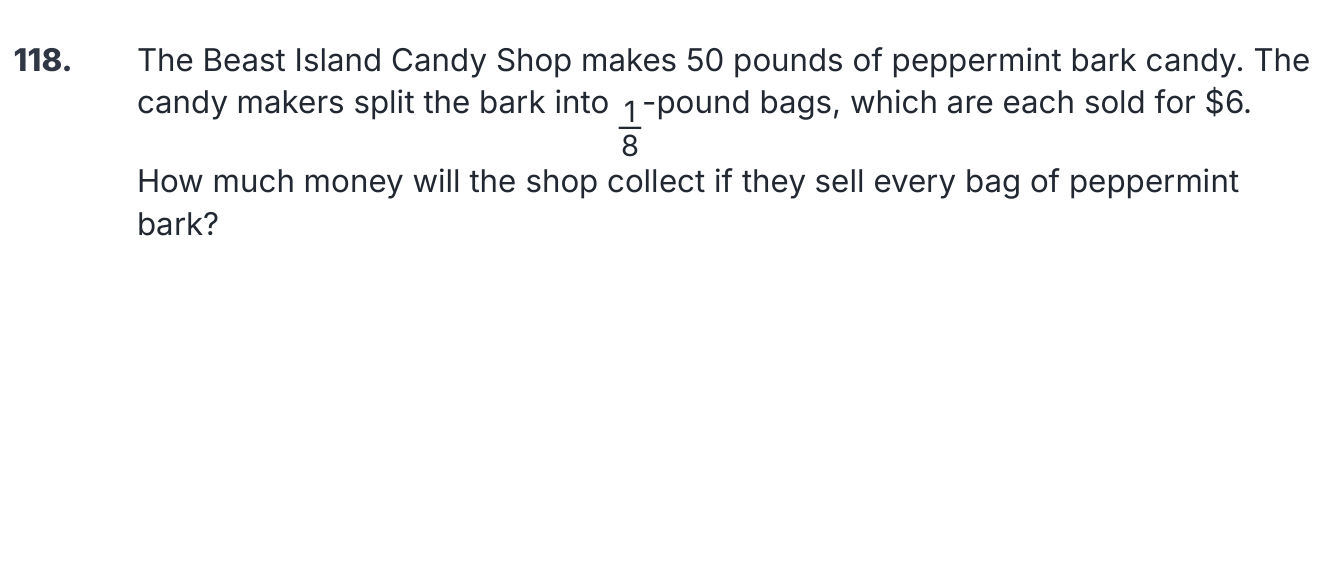 118. The Beast Island Candy Shop makes 50 pounds of peppermint bark candy. The
candy makers split the bark into 1/8-pound bags, which are each sold for $6.
How much money will the shop collect if they sell every bag of peppermint
bark?